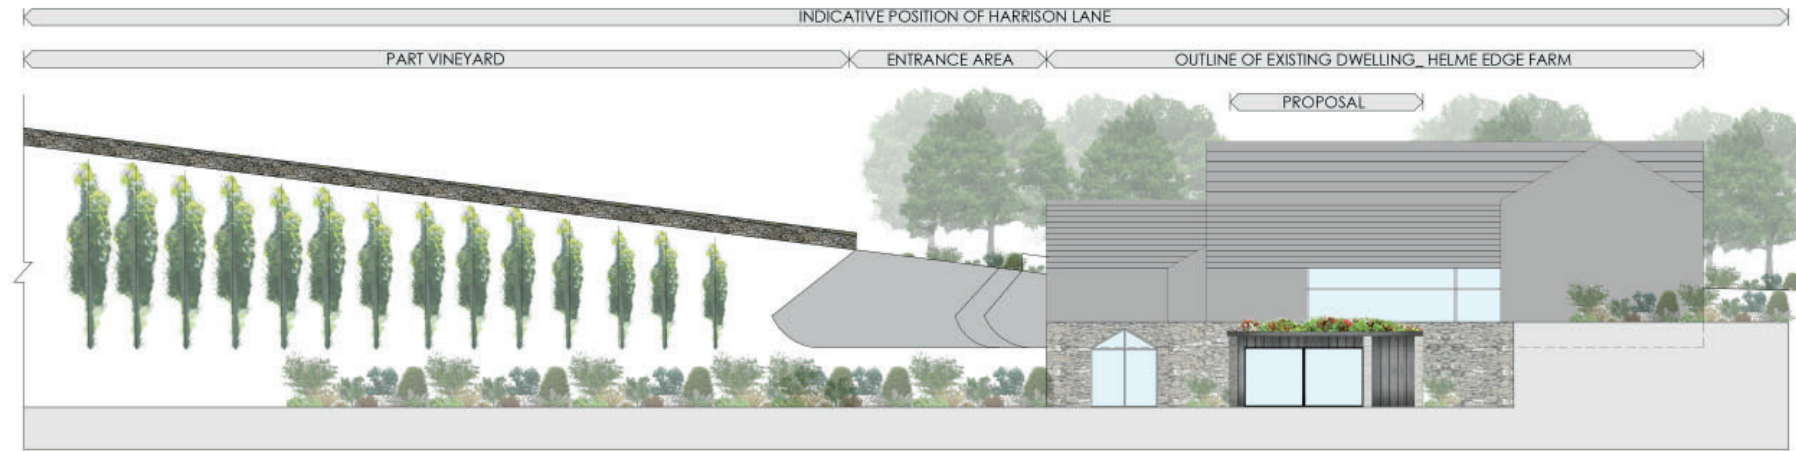 INDICATIVE POSITION OF HARRISON LANE
PART VINEYARD
ENTRANCE AREA
OUTLINE OF EXISTING DWELLING_ HELME EDGE FARM
PROPOSAL